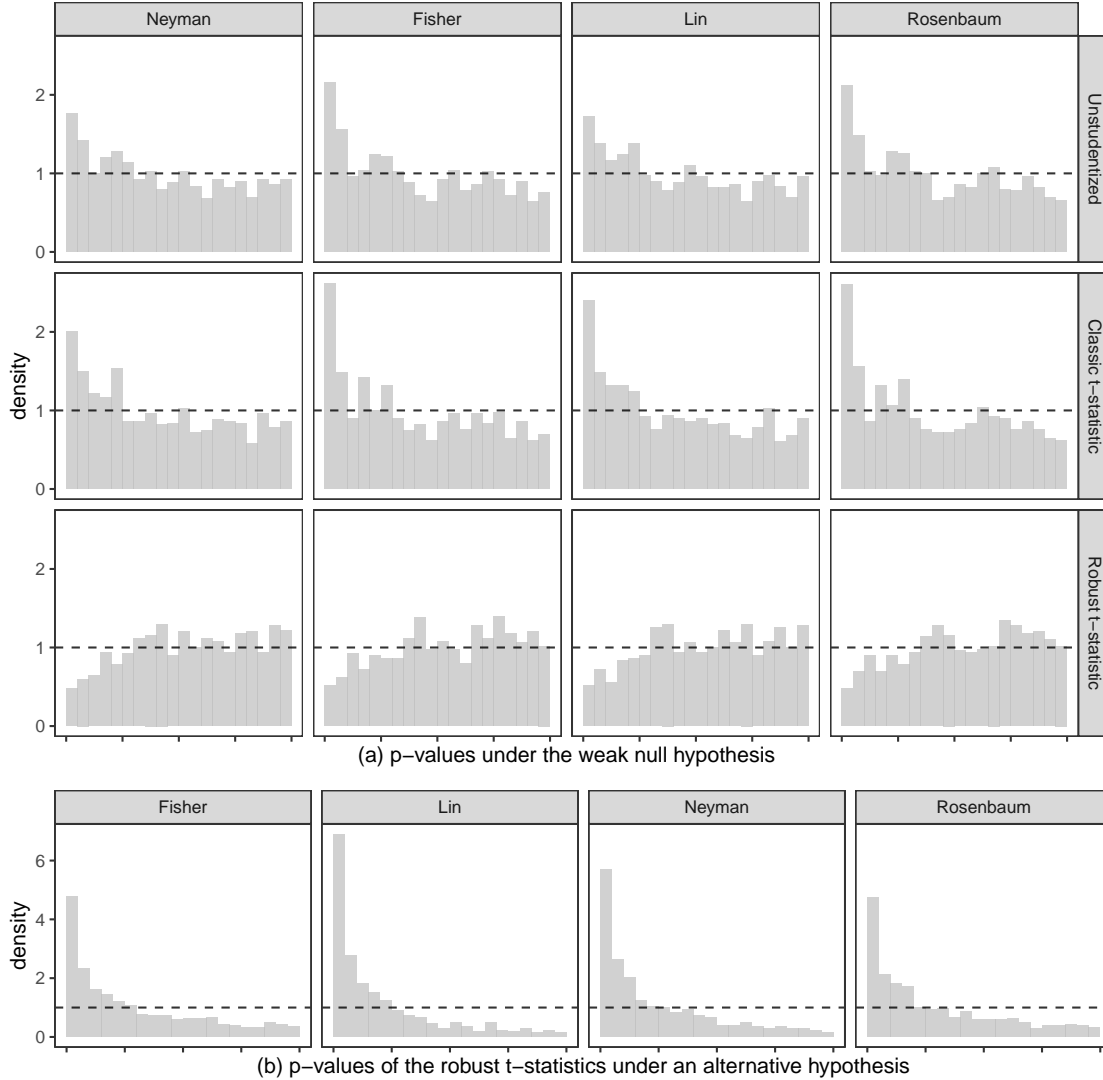 Neyman Fisher Lin Rosenbaum
2
1
0
Unstudentized
2
1
0
Classic t−statistic
density
2
1
0
Robust t−statistic
(a) p−values under the weak null hypothesis
Fisher Lin Neyman Rosenbaum
6
4
2
0
density
(b) p−values of the robust t−statistics under an alternative hypothesis